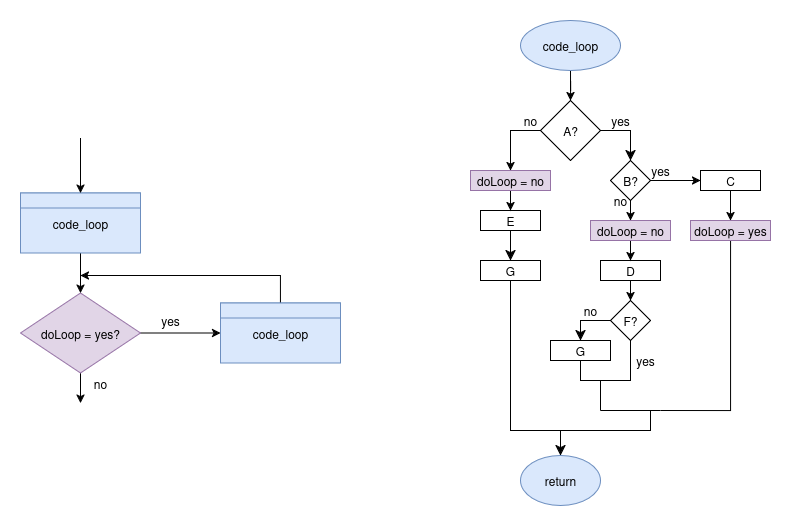 code_loop
doLoop = yes?
yes
no
code_loop
code_loop
A?
no
yes
doLoop = no
E
G
B?
yes
no
C
doLoop = yes
doLoop = no
D
F?
no
yes
G
return